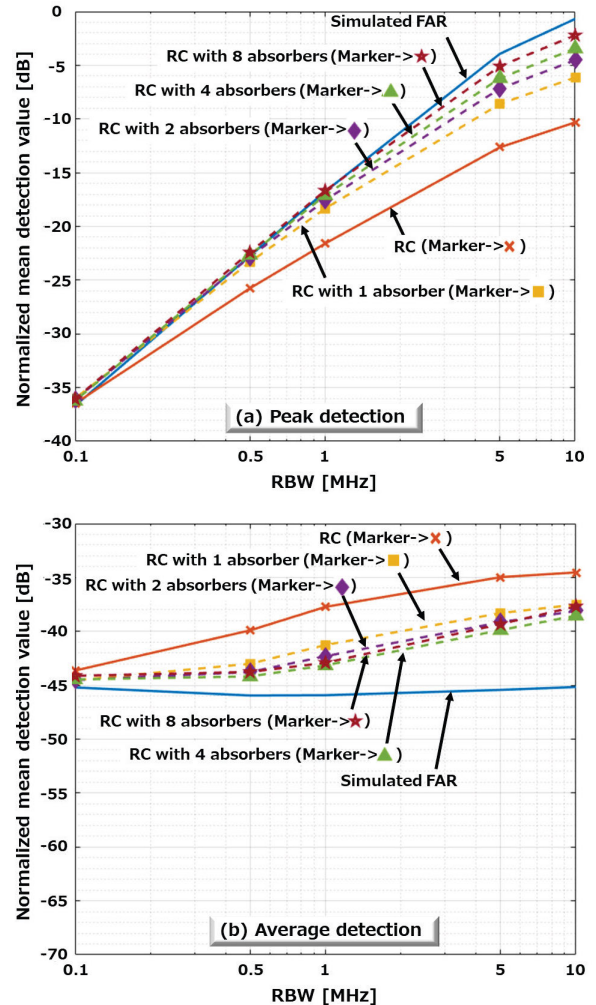 Normalized mean detection value [dB]
0
-5
-10
-15
-20
-25
-30
-35
-40
Simulated FAR
RC with 8 absorbers (Marker->★)
RC with 4 absorbers (Marker->▲)
RC with 2 absorbers (Marker->◆)
RC (Marker->✕)
RC with 1 absorber (Marker->■)
(a) Peak detection
0.1 0.5 1 5 10
RBW [MHz]
Normalized mean detection value [dB]
-30
-35
-40
-45
-50
-55
-60
-65
-70
RC (Marker->✕)
RC with 1 absorber (Marker->■)
RC with 2 absorbers (Marker->◆)
RC with 8 absorbers (Marker->★)
RC with 4 absorbers (Marker->▲)
Simulated FAR
(b) Average detection
0.1 0.5 1 5 10
RBW [MHz]